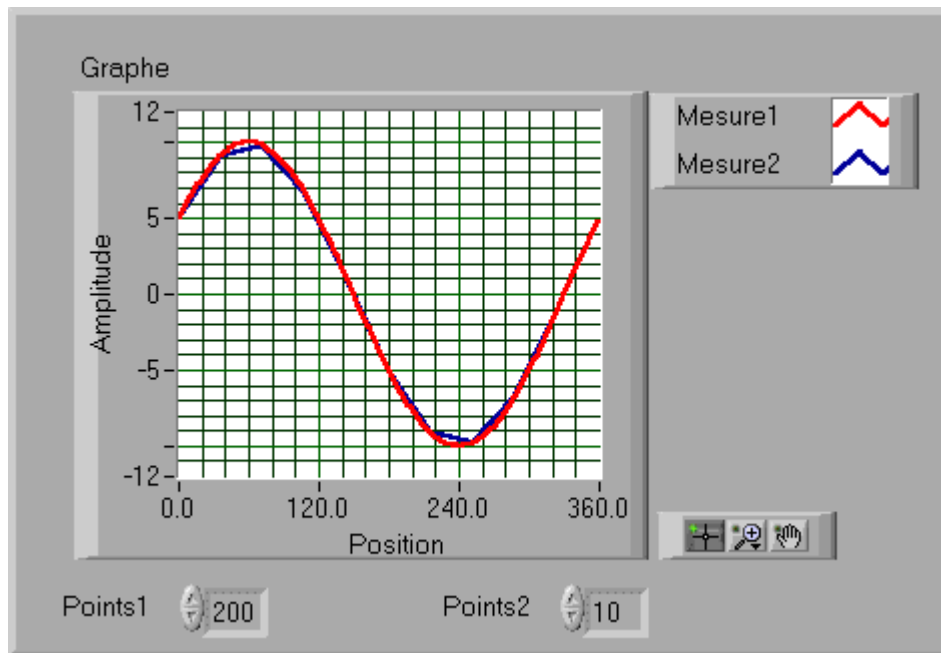 Graphe
Mesure1
Mesure2
12
5
0
-5
-12
Amplitude
0.0 120.0 240.0 360.0
Position
Points1 200 Points2 10